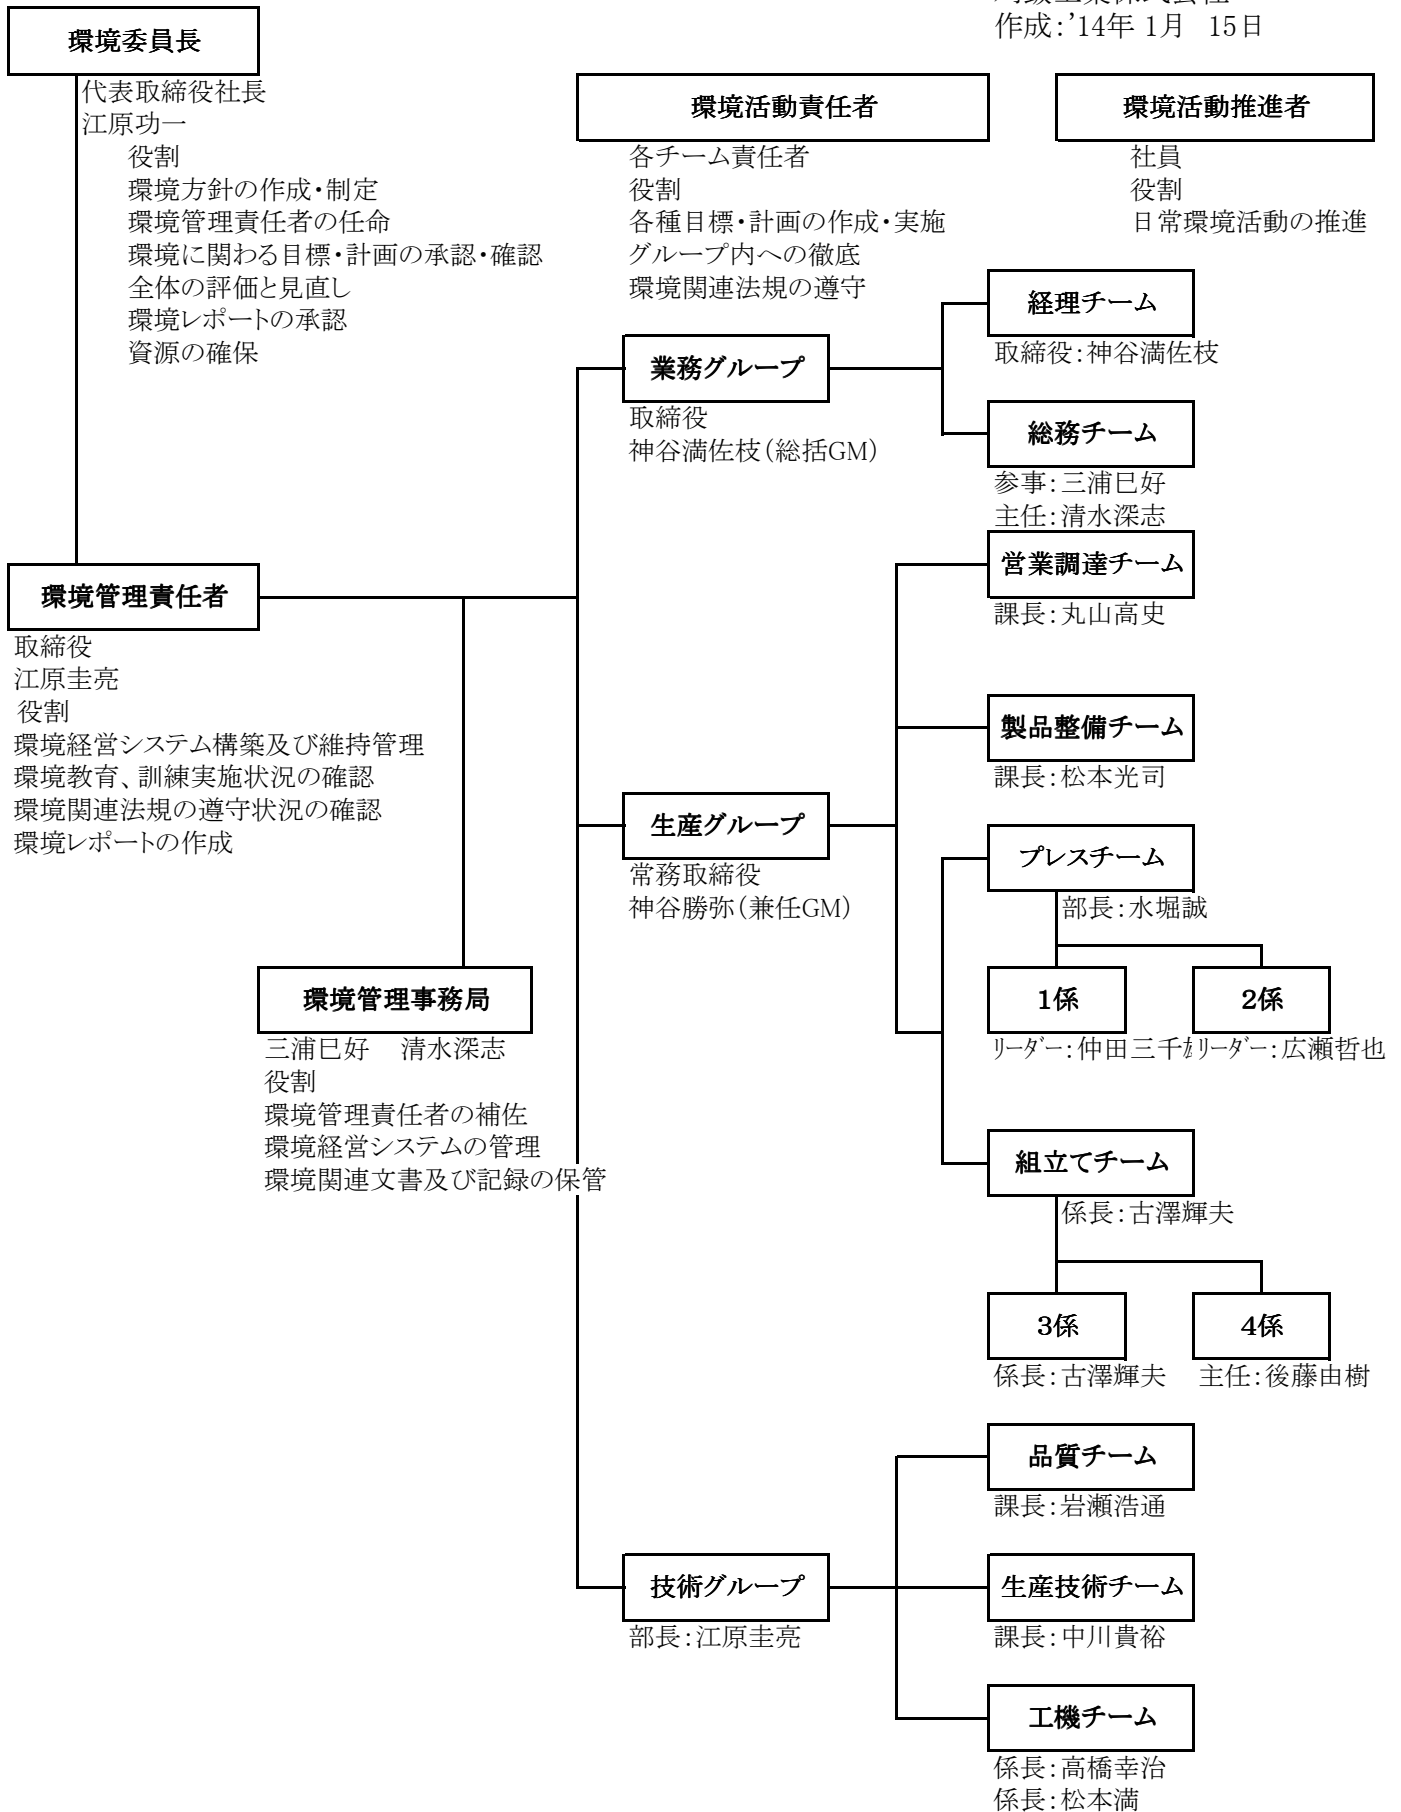 作成:’14年 1月 15日
環境委員長
代表取締役社長
江原功一
役割
環境方針の作成・制定
環境管理責任者の任命
環境に関わる目標・計画の承認・確認
全体の評価と見直し
環境レポートの承認
資源の確保
環境活動責任者
各チーム責任者
役割
各種目標・計画の作成・実施
グループ内への徹底
環境関連法規の遵守
環境活動推進者
社員
役割
日常環境活動の推進
経理チーム
取締役:神谷満佐枝
業務グループ
取締役
神谷満佐枝(総括GM)
総務チーム
参事:三浦巳好
主任:清水深志
営業調達チーム
課長:丸山高史
環境管理責任者
取締役
江原圭亮
役割
環境経営システム構築及び維持管理
環境教育、訓練実施状況の確認
環境関連法規の遵守状況の確認
環境レポートの作成
製品整備チーム
課長:松本光司
生産グループ
常務取締役
神谷勝弥(兼任GM)
プレスチーム
部長:水堀誠
環境管理事務局
三浦巳好 清水深志
役割
環境管理責任者の補佐
環境経営システムの管理
環境関連文書及び記録の保管
1係
リーダー:仲田三千
2係
リーダー:広瀬哲也
組立てチーム
係長:古澤輝夫
3係
係長:古澤輝夫
4係
主任:後藤由樹
品質チーム
課長:岩瀬浩通
技術グループ
部長:江原圭亮
生産技術チーム
課長:中川貴裕
工機チーム
係長:高橋幸治
係長:松本満